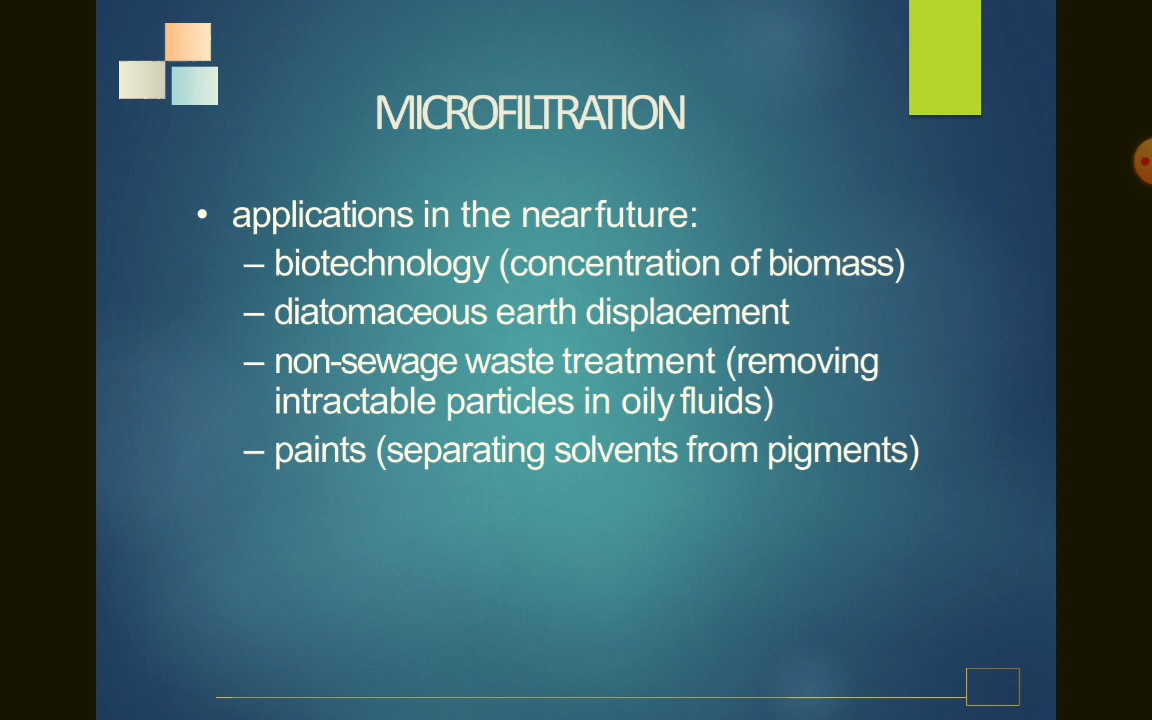 MICROFILTRATION
• applications in the near future:
– biotechnology (concentration of biomass)
– diatomaceous earth displacement
– non-sewage waste treatment (removing
intractable particles in oily fluids)
– paints (separating solvents from pigments)